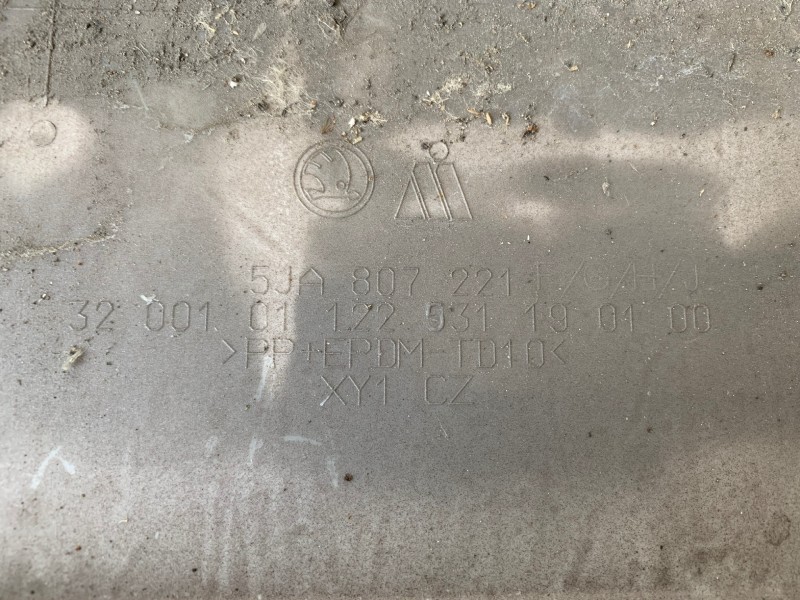 5JA 807 221 F/G/H/J
32 001 01 122 531 19 01 00
>PP+EPDM-TD10<
XY1 CZ